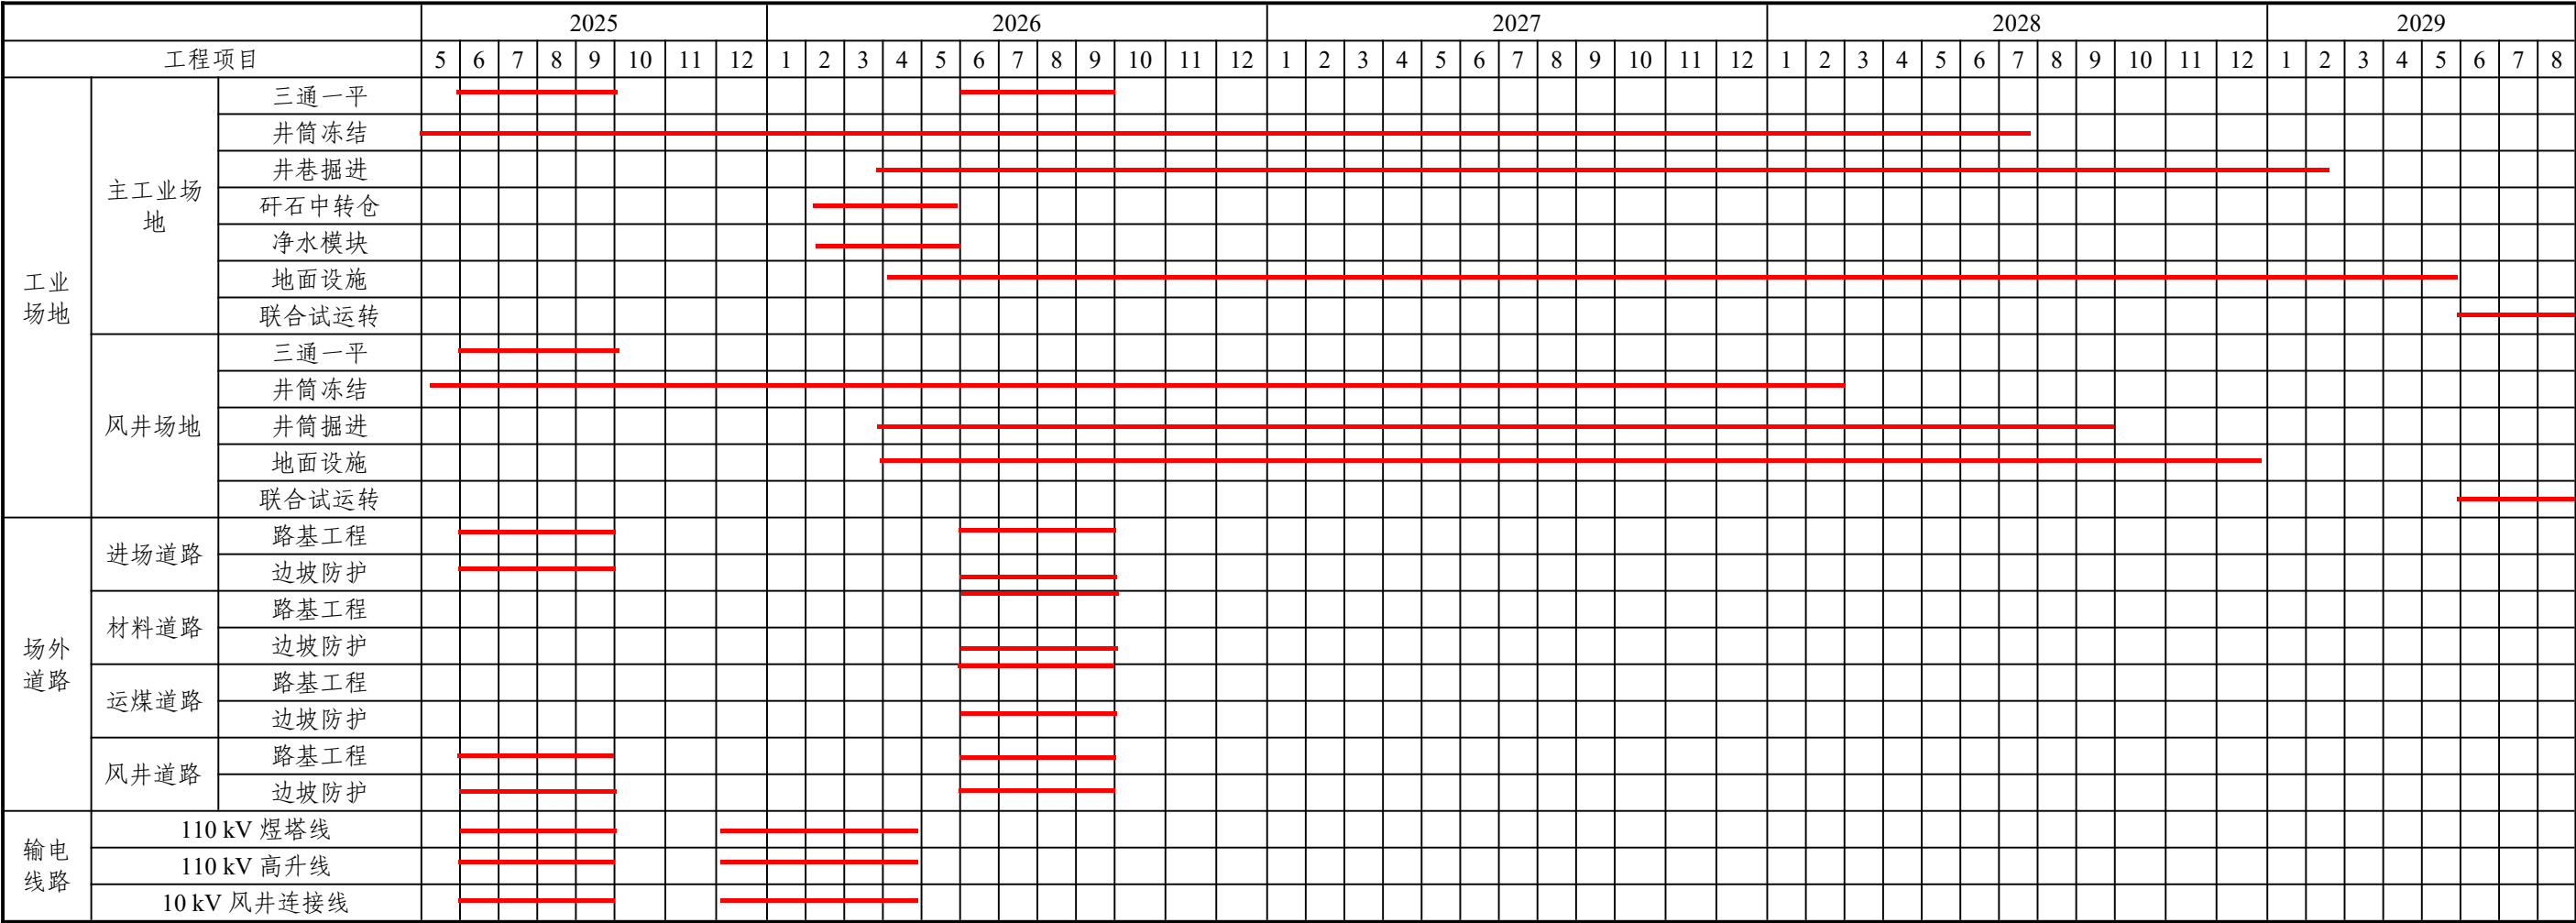 2025 2026 2027 2028 2029
工程项目 5 6 7 8 9 10 11 12 1 2 3 4 5 6 7 8 9 10 11 12 1 2 3 4 5 6 7 8 9 10 11 12 1 2 3 4 5 6 7 8 9 10 11 12 1 2 3 4 5 6 7 8
工业
场地
主工业场
地
三通一平
井筒冻结
井巷掘进
矸石中转仓
净水模块
地面设施
联合试运转
风井场地
三通一平
井筒冻结
井筒掘进
地面设施
联合试运转
场外
道路
进场道路
路基工程
边坡防护
材料道路
路基工程
边坡防护
运煤道路
路基工程
边坡防护
风井道路
路基工程
边坡防护
输电
线路
110 kV 煜塔线
110 kV 高升线
10 kV 风井连接线